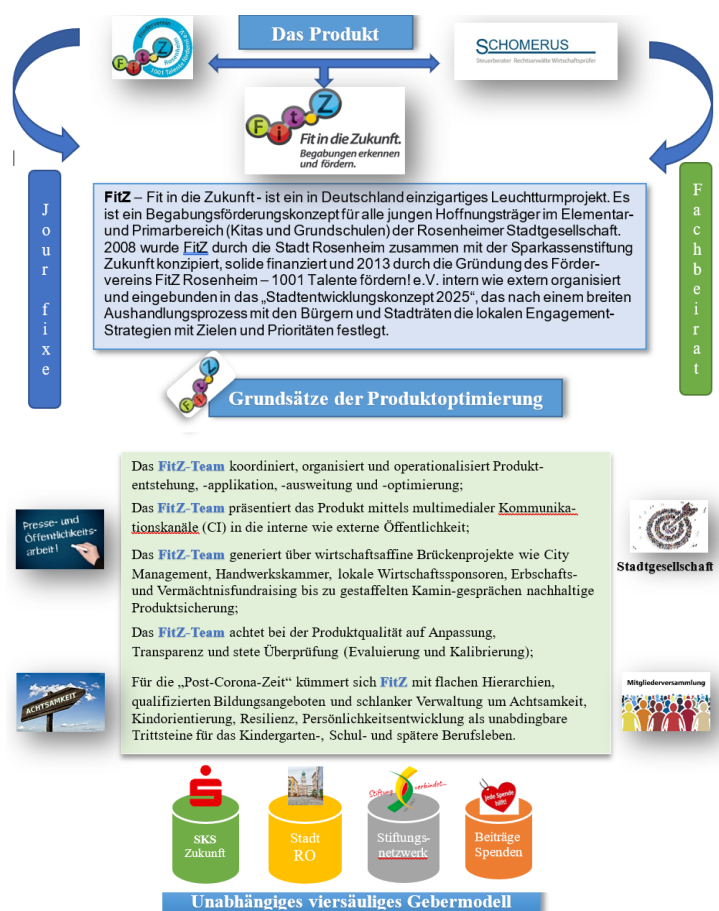 Das Produkt
Förderverein
FitZ
Rosenheim
1001 Talente fördern! e.V.
SCHOMERUS
Steuerberater Rechtsanwälte Wirtschaftsprüfer
FitZ
Fit in die Zukunft.
Begabungen erkennen
und fördern.
Jour fixe
Fachbeirat
FitZ – Fit in die Zukunft - ist ein in Deutschland einzigartiges Leuchtturmprojekt. Es
ist ein Begabungsförderungskonzept für alle jungen Hoffnungsträger im Elementar-
und Primarbereich (Kitas und Grundschulen) der Rosenheimer Stadtgesellschaft.
2008 wurde FitZ durch die Stadt Rosenheim zusammen mit der Sparkassenstiftung
Zukunft konzipiert, solide finanziert und 2013 durch die Gründung des Förder-
vereins FitZ Rosenheim – 1001 Talente fördern! e.V. intern wie extern organisiert
und eingebunden in das „Stadtentwicklungskonzept 2025“, das nach einem breiten
Aushandlungsprozess mit den Bürgern und Stadträten die lokalen Engagement-
Strategien mit Zielen und Prioritäten festlegt.
FitZ
Grundsätze der Produktoptimierung
Das FitZ-Team koordiniert, organisiert und operationalisiert Produkt-
entstehung, -applikation, -ausweitung und -optimierung;
Das FitZ-Team präsentiert das Produkt mittels multimedialer Kommunika-
tionskanäle (CI) in die interne wie externe Öffentlichkeit;
Das FitZ-Team generiert über wirtschaftsaffine Brückenprojekte wie City
Management, Handwerkskammer, lokale Wirtschaftssponsoren, Erbschafts-
und Vermächtnisfundraising bis zu gestaffelten Kamin-gesprächen nachhaltige
Produktsicherung;
Das FitZ-Team achtet bei der Produktqualität auf Anpassung,
Transparenz und stete Überprüfung (Evaluierung und Kalibrierung);
Für die „Post-Corona-Zeit“ kümmert sich FitZ mit flachen Hierarchien,
qualifizierten Bildungsangeboten und schlanker Verwaltung um Achtsamkeit,
Kindorientierung, Resilienz, Persönlichkeitsentwicklung als unabdingbare
Trittsteine für das Kindergarten-, Schul- und spätere Berufsleben.
Presse- und
Öffentlichkeits-
arbeit!
Stadtgesellschaft
ACHTSAMKEIT
Mitgliederversammlung
SKS
Zukunft
Stadt
RO
Stiftung verbindet...
Stiftungs-
netzwerk
Jede Spende
hilft!
Beiträge
Spenden
Unabhängiges viersäuliges Gebermodell